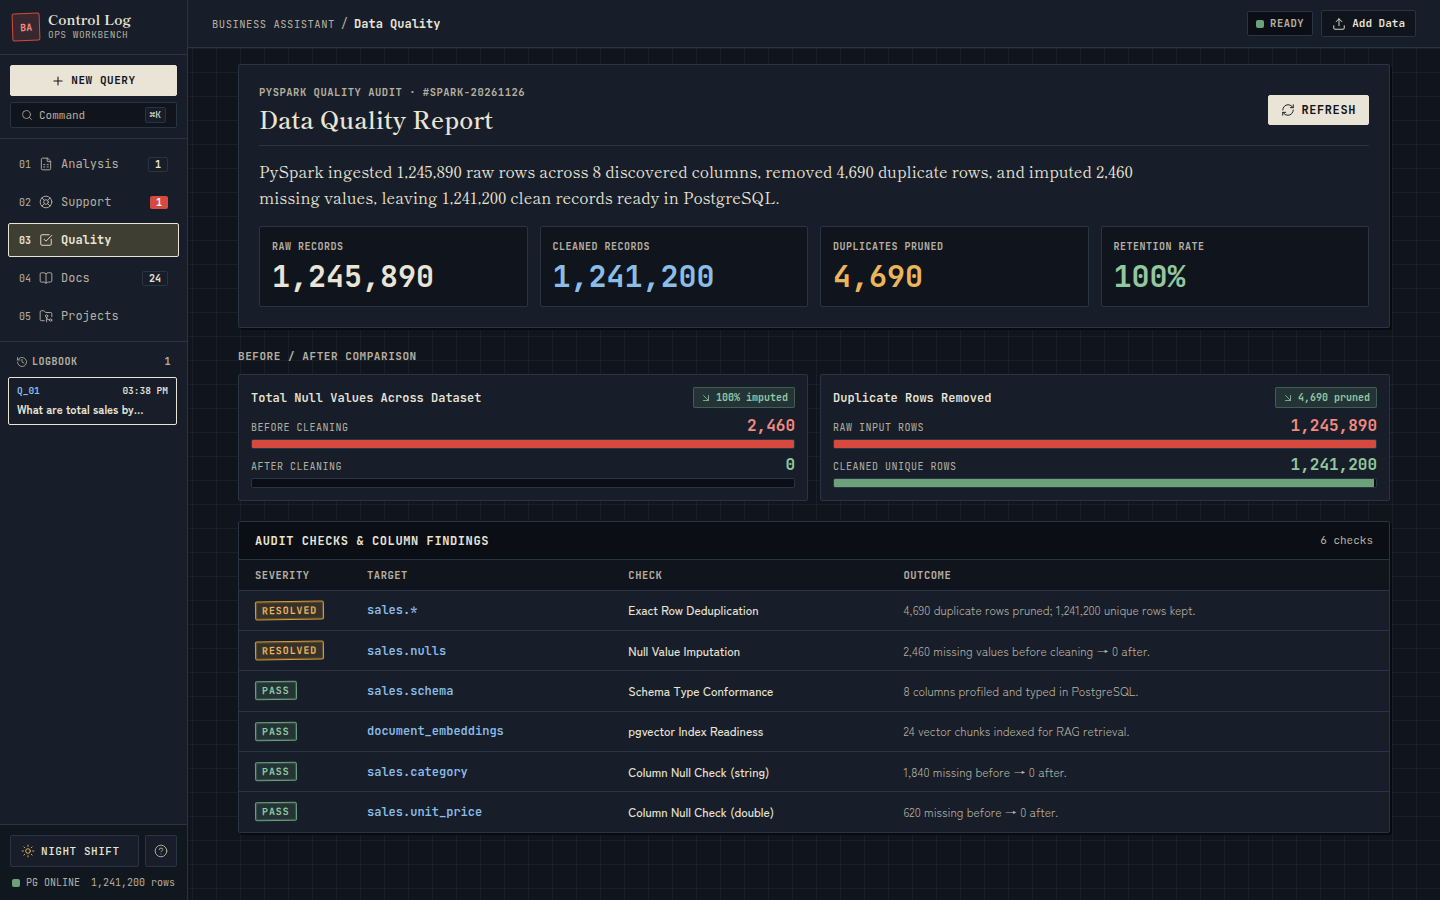 BA
Control Log
OPS WORKBENCH
NEW QUERY
Command ⌘K
01 Analysis 1
02 Support 1
03 Quality
04 Docs 24
05 Projects
LOGBOOK 1
Q_01 03:38 PM
What are total sales by...
NIGHT SHIFT
PG ONLINE 1,241,200 rows
BUSINESS ASSISTANT / Data Quality
READY
Add Data
PYSPARK QUALITY AUDIT · #SPARK-20261126
Data Quality Report
REFRESH
PySpark ingested 1,245,890 raw rows across 8 discovered columns, removed 4,690 duplicate rows, and imputed 2,460
missing values, leaving 1,241,200 clean records ready in PostgreSQL.
RAW RECORDS
1,245,890
CLEANED RECORDS
1,241,200
DUPLICATES PRUNED
4,690
RETENTION RATE
100%
BEFORE / AFTER COMPARISON
Total Null Values Across Dataset
↘ 100% imputed
BEFORE CLEANING 2,460
AFTER CLEANING 0
Duplicate Rows Removed
↘ 4,690 pruned
RAW INPUT ROWS 1,245,890
CLEANED UNIQUE ROWS 1,241,200
AUDIT CHECKS & COLUMN FINDINGS 6 checks
SEVERITY TARGET CHECK OUTCOME
RESOLVED sales.* Exact Row Deduplication 4,690 duplicate rows pruned; 1,241,200 unique rows kept.
RESOLVED sales.nulls Null Value Imputation 2,460 missing values before cleaning → 0 after.
PASS sales.schema Schema Type Conformance 8 columns profiled and typed in PostgreSQL.
PASS document_embeddings pgvector Index Readiness 24 vector chunks indexed for RAG retrieval.
PASS sales.category Column Null Check (string) 1,840 missing before → 0 after.
PASS sales.unit_price Column Null Check (double) 620 missing before → 0 after.